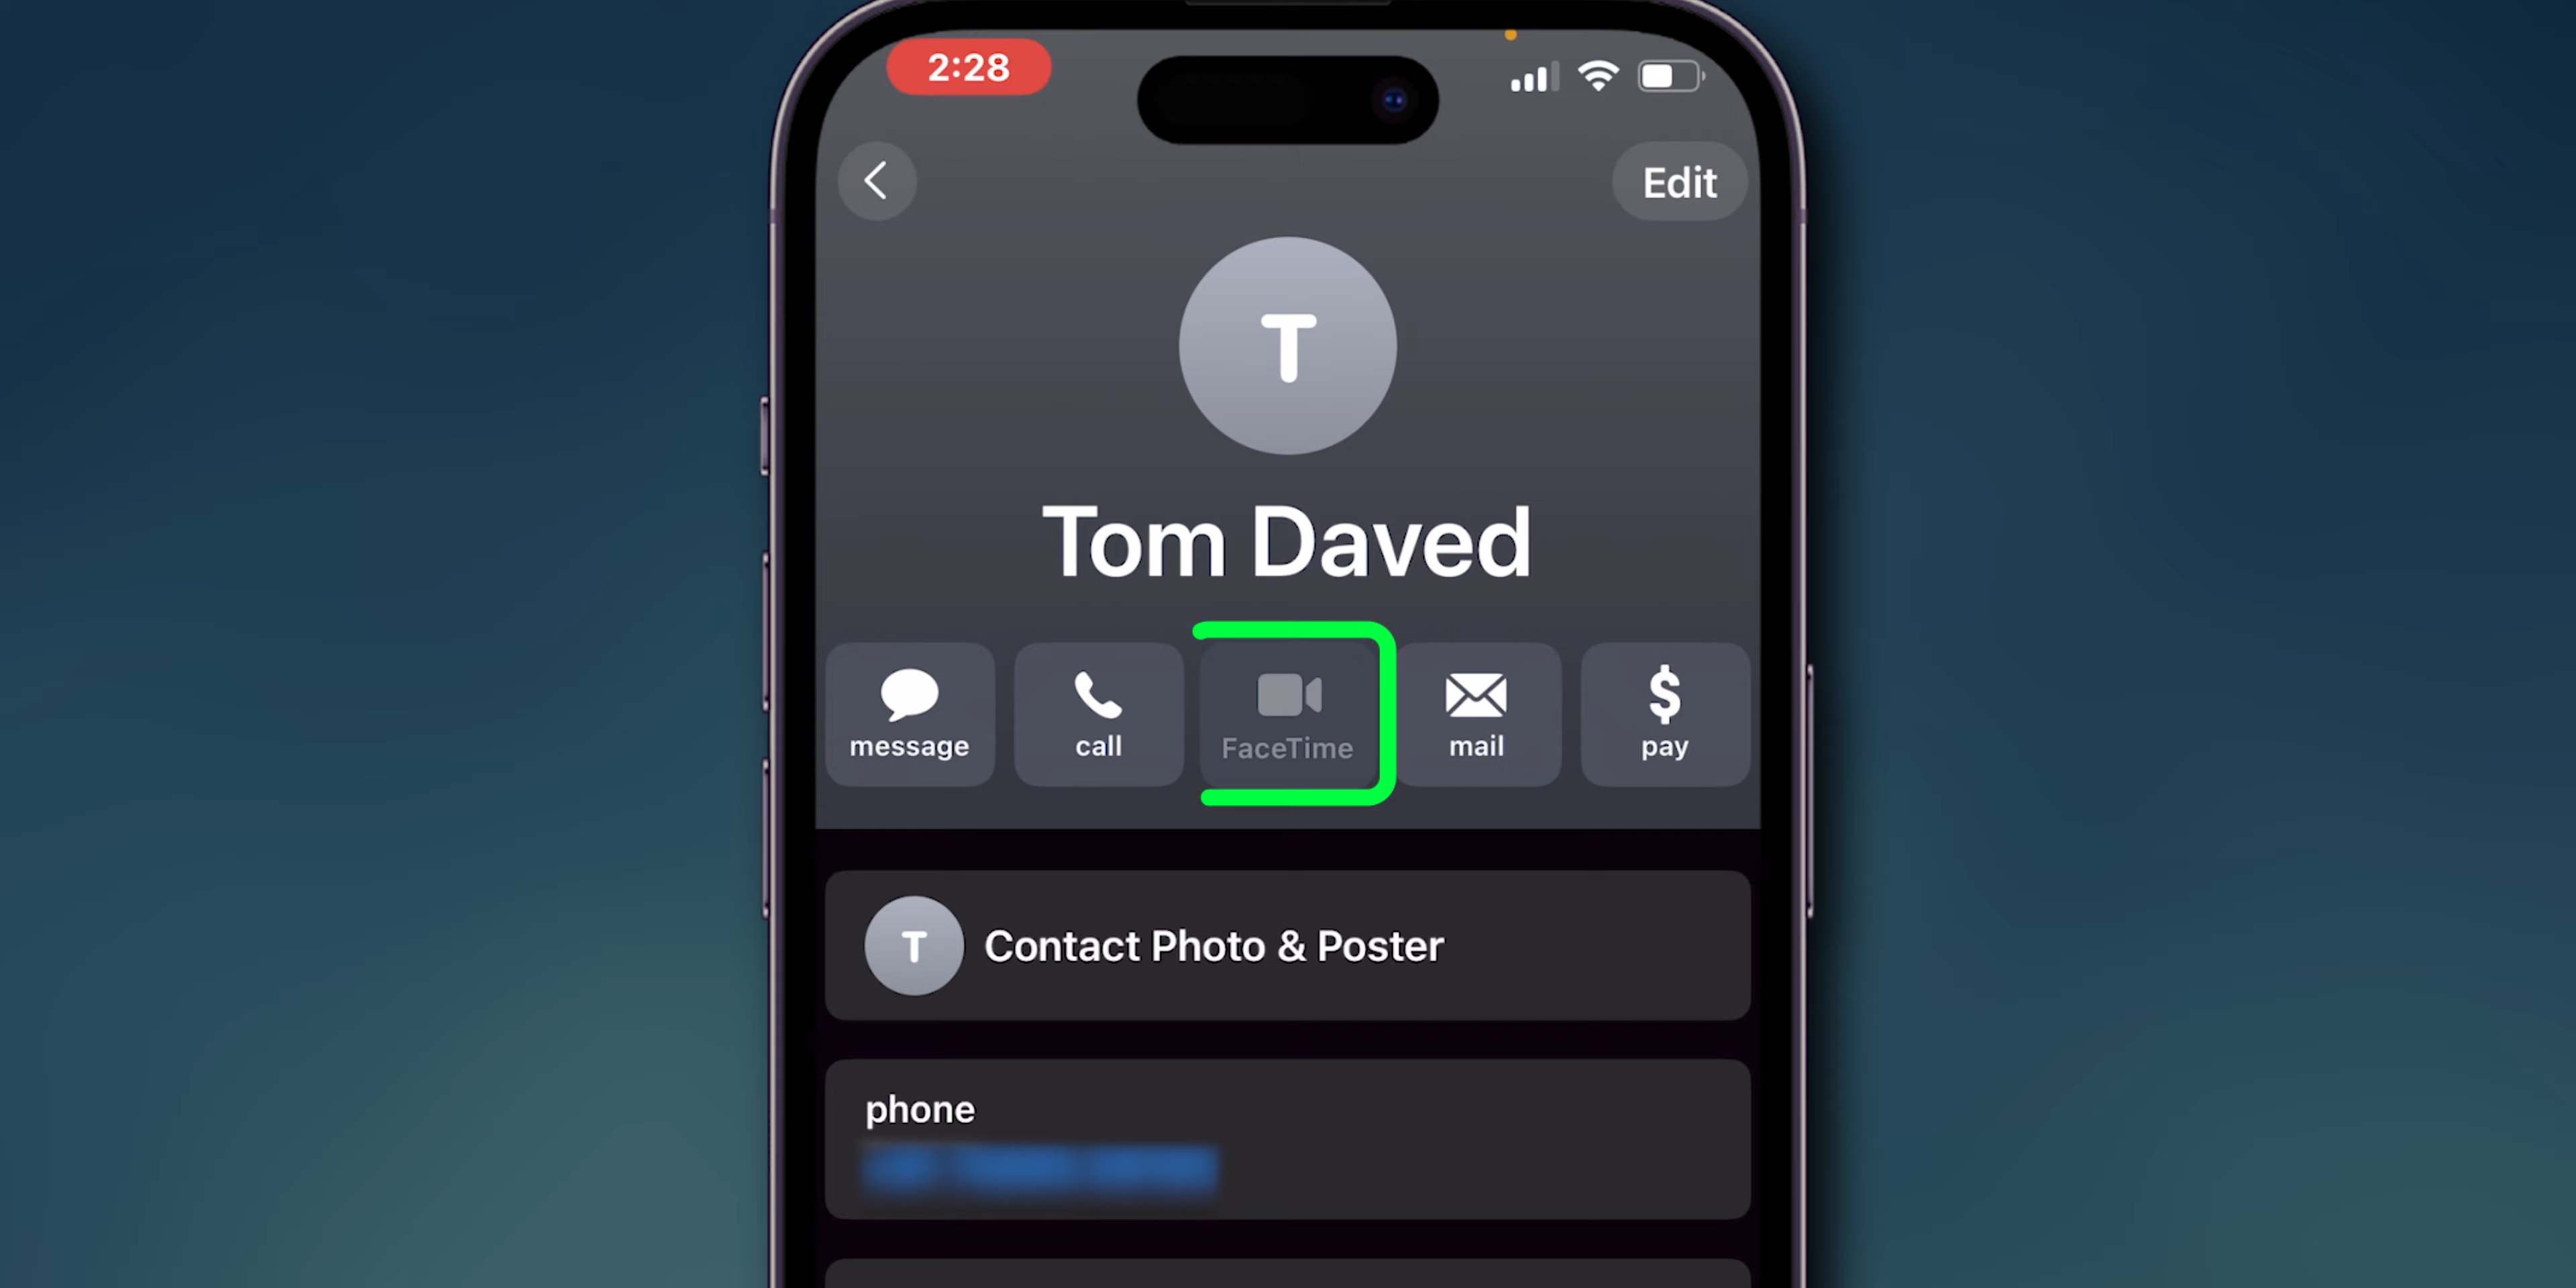 2:28
Edit
T
Tom Daved
message call FaceTime mail pay
T Contact Photo & Poster
phone